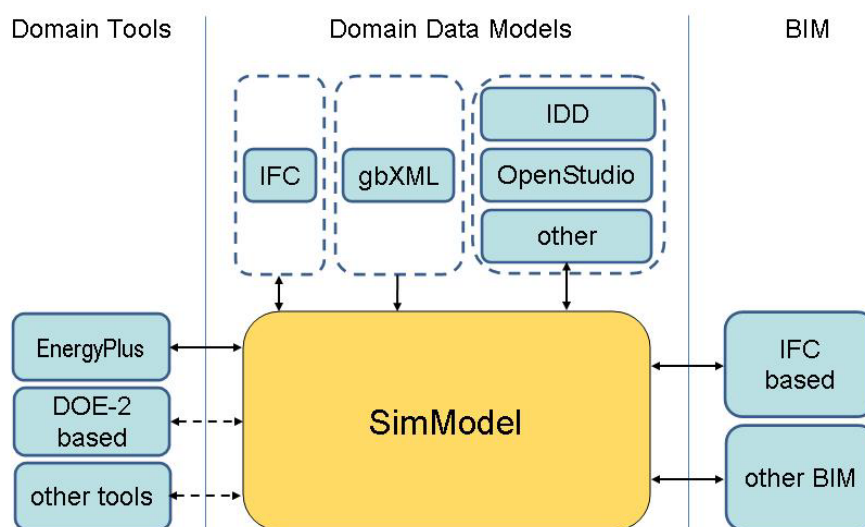 Domain Tools
Domain Data Models
BIM
IFC
gbXML
IDD
OpenStudio
other
EnergyPlus
DOE-2
based
other tools
SimModel
IFC
based
other BIM